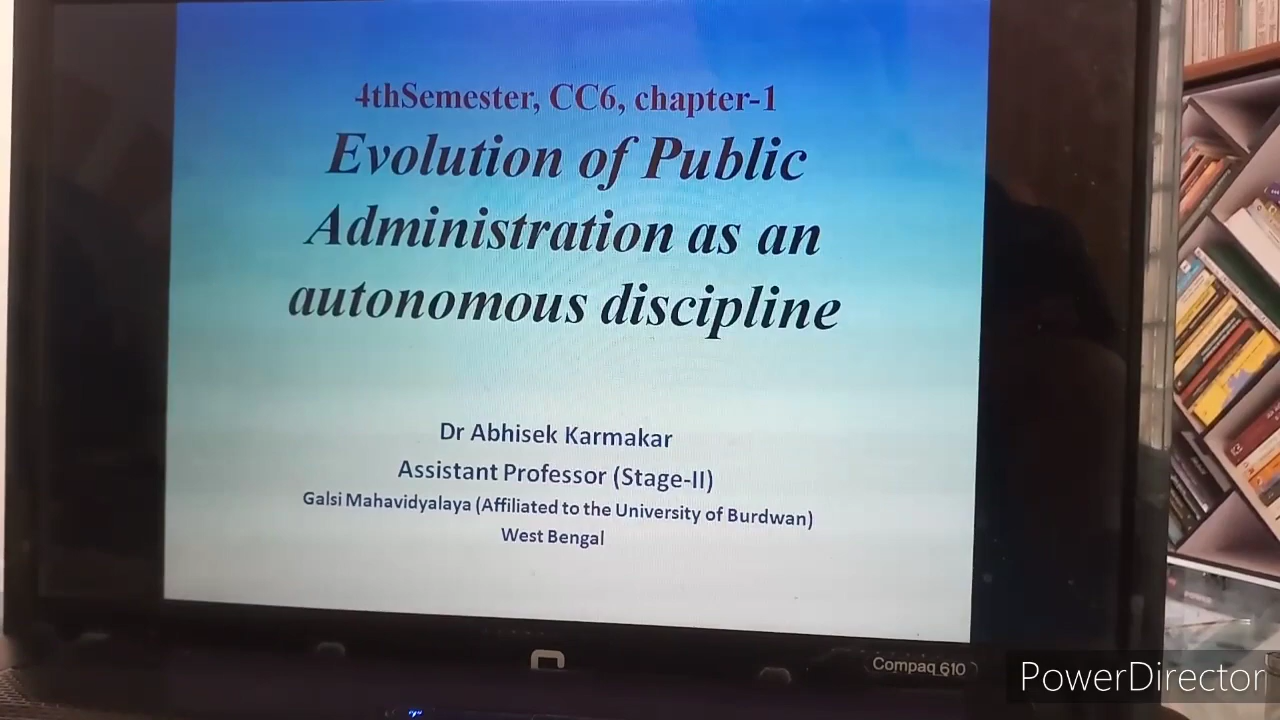 4thSemester, CC6, chapter-1
Evolution of Public
Administration as an
autonomous discipline
Dr Abhisek Karmakar
Assistant Professor (Stage-II)
Galsi Mahavidyalaya (Affiliated to the University of Burdwan)
West Bengal
Compaq 610
PowerDirector